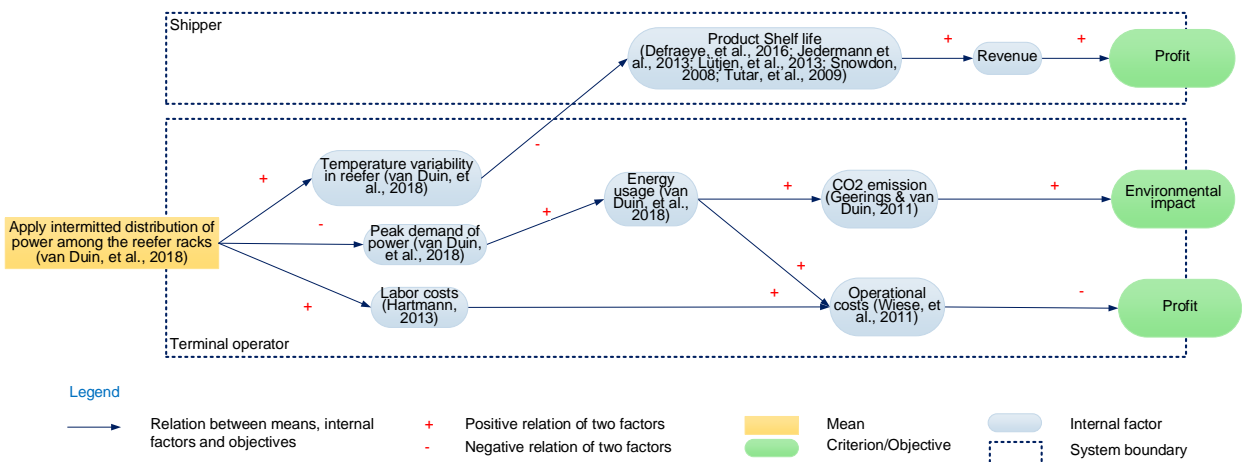 Shipper
Product Shelf life
(Defraeye, et al., 2016; Jedermann et
al., 2013; Lütjen, et al., 2013; Snowdon,
2008; Tutar, et al., 2009)
+
Revenue
+
Profit
-
Temperature variability
in reefer (van Duin, et
al., 2018)
+
Energy
usage (van
Duin, et al.,
2018)
+
CO2 emission
(Geerings & van
Duin, 2011)
+
Environmental
impact
Apply intermitted distribution of
power among the reefer racks
(van Duin, et al., 2018)
-
Peak demand of
power (van Duin,
et al., 2018)
+
+
+
Labor costs
(Hartmann,
2013)
+
Operational
costs (Wiese, et
al., 2011)
-
Profit
Terminal operator
Legend
Relation between means, internal
factors and objectives
+ Positive relation of two factors
- Negative relation of two factors
Mean
Criterion/Objective
Internal factor
System boundary